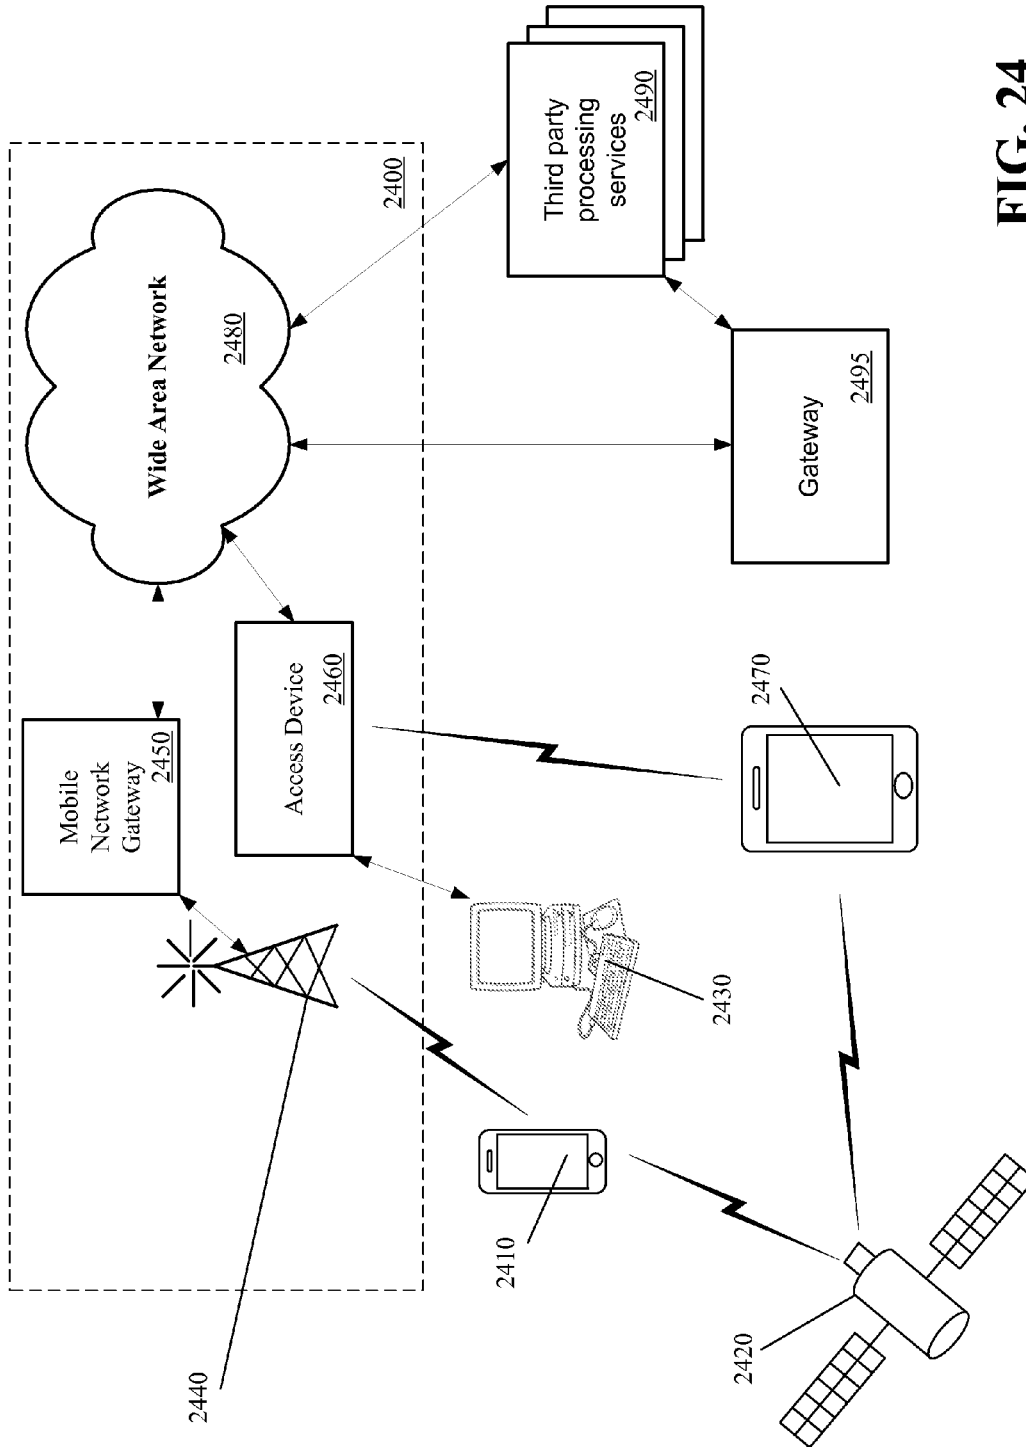 2440
Mobile
Network
Gateway
2450
Wide Area Network
2480
Access Device
2460
2400
2410
2430
Third party
processing
services
2490
2420
2470
Gateway
2495
FIG. 24